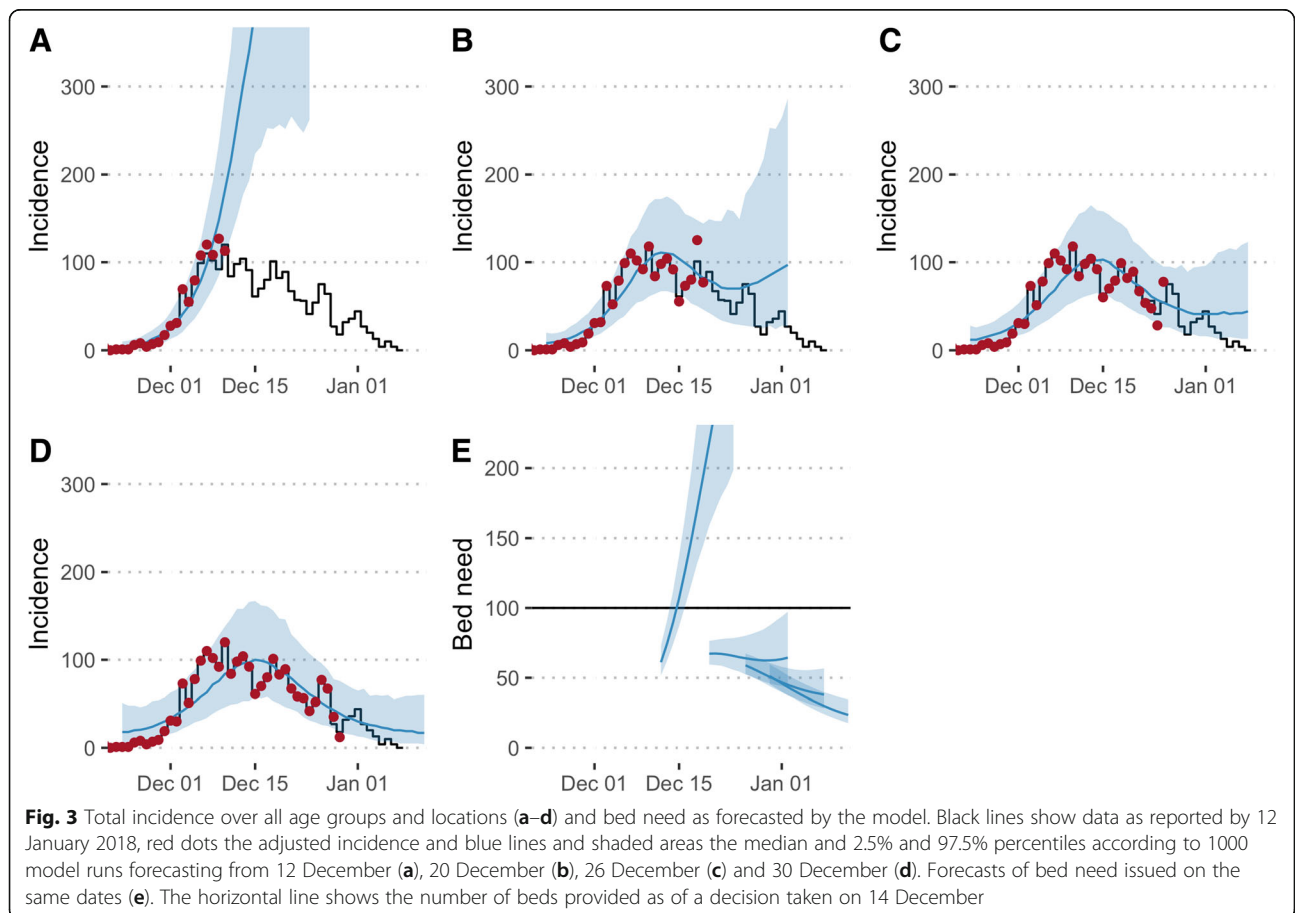 A
B
C
300
200
100
0
Incidence
Dec 01 Dec 15 Jan 01
300
200
100
0
Incidence
Dec 01 Dec 15 Jan 01
300
200
100
0
Incidence
Dec 01 Dec 15 Jan 01
D
E
300
200
100
0
Incidence
Dec 01 Dec 15 Jan 01
200
150
100
50
0
Bed need
Dec 01 Dec 15 Jan 01
Fig. 3 Total incidence over all age groups and locations (a–d) and bed need as forecasted by the model. Black lines show data as reported by 12
January 2018, red dots the adjusted incidence and blue lines and shaded areas the median and 2.5% and 97.5% percentiles according to 1000
model runs forecasting from 12 December (a), 20 December (b), 26 December (c) and 30 December (d). Forecasts of bed need issued on the
same dates (e). The horizontal line shows the number of beds provided as of a decision taken on 14 December